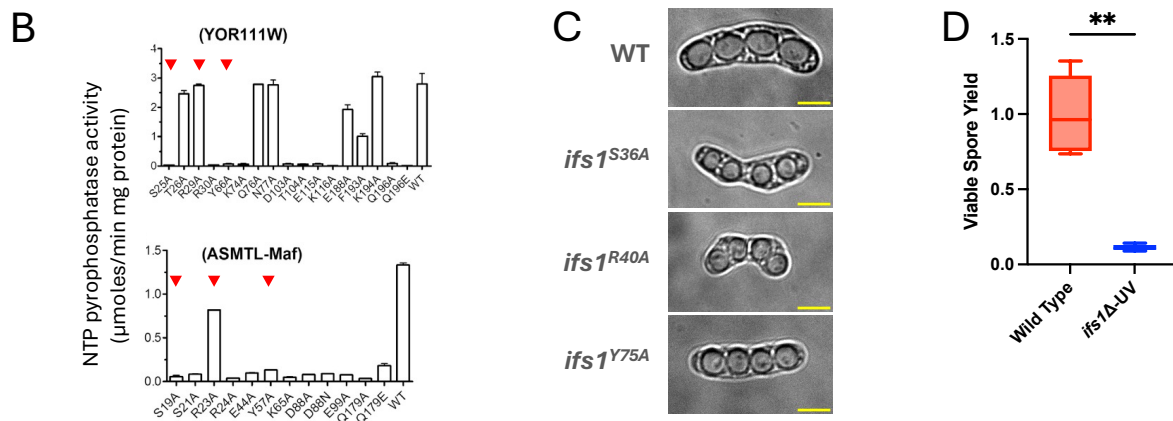 B
(YOR111W)
NTP pyrophosphatase activity
(μmoles/min mg protein)
4
3
2
1
0
S25A
T26A
R29A
R30A
Y66A
K74A
Q76A
N77A
D103A
T104A
E115A
K116A
E188A
F193A
K194A
Q196A
Q196E
WT
(ASMTL-Maf)
1.5
1.0
0.5
0.0
S19A
S21A
R23A
R24A
E44A
Y57A
K65A
D88A
D88N
E99A
Q179A
Q179E
WT
C
WT
ifs1S36A
ifs1R40A
ifs1Y75A
D
**
Viable Spore Yield
1.5
1.0
0.5
0.0
Wild Type
ifs1Δ-UV